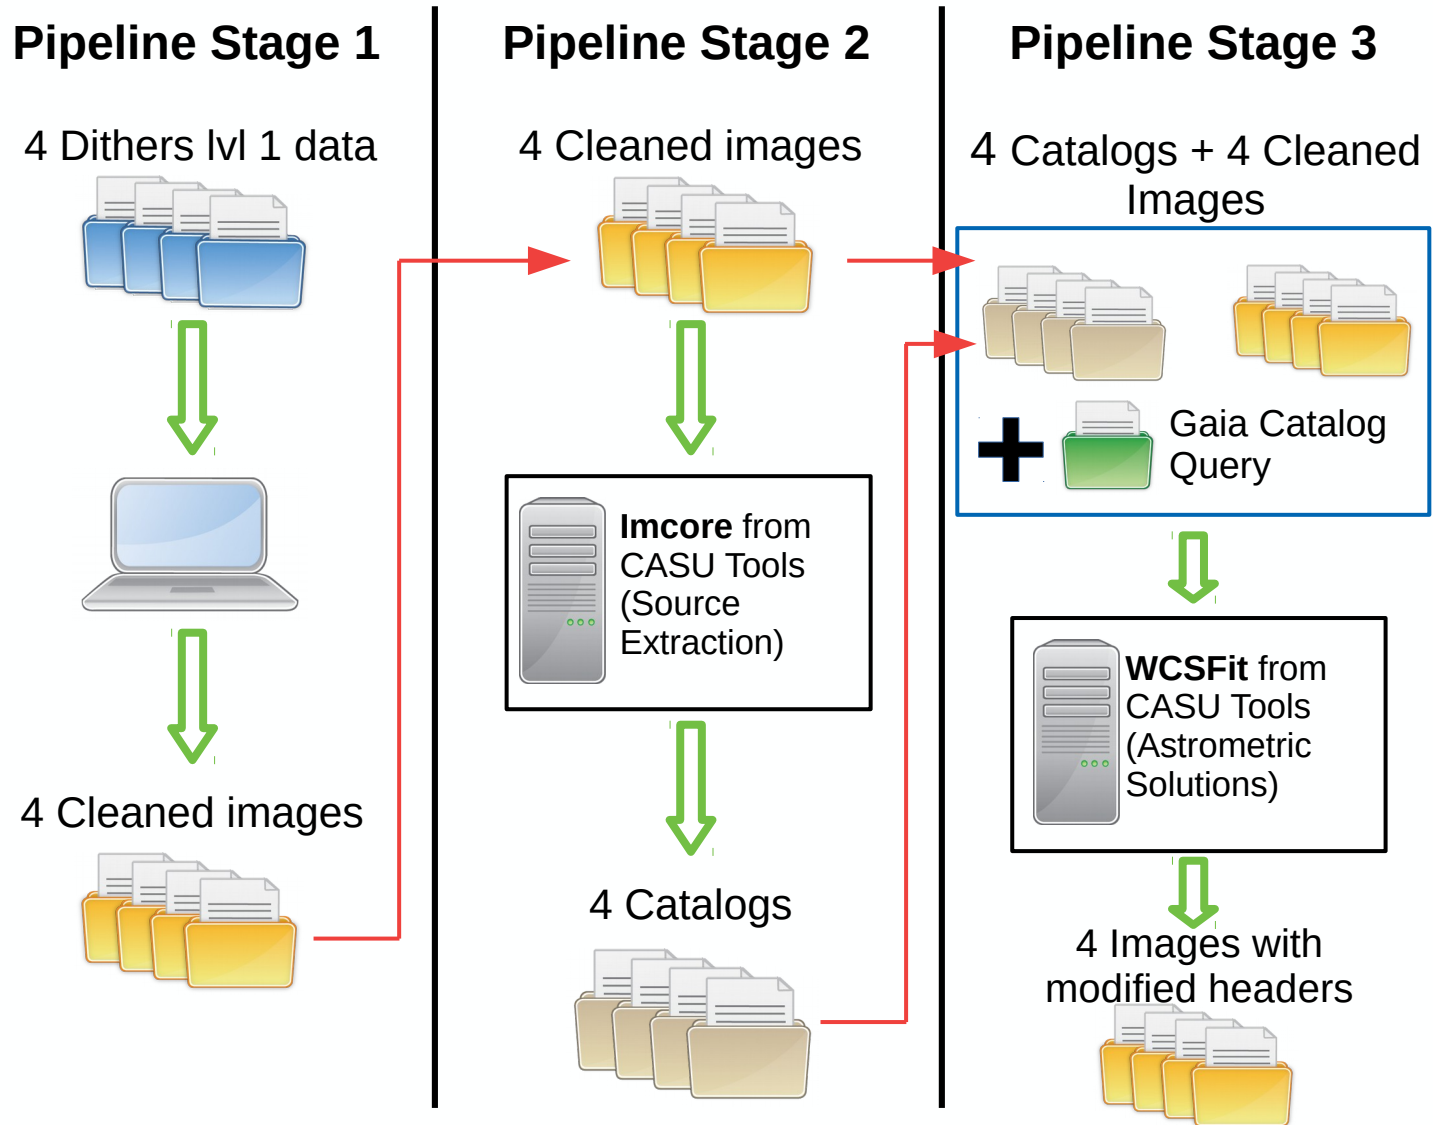 Pipeline Stage 1
4 Dithers lvl 1 data
4 Cleaned images
Pipeline Stage 2
4 Cleaned images
Imcore from
CASU Tools
(Source
Extraction)
4 Catalogs
Pipeline Stage 3
4 Catalogs + 4 Cleaned
Images
Gaia Catalog
Query
WCSFit from
CASU Tools
(Astrometric
Solutions)
4 Images with
modified headers